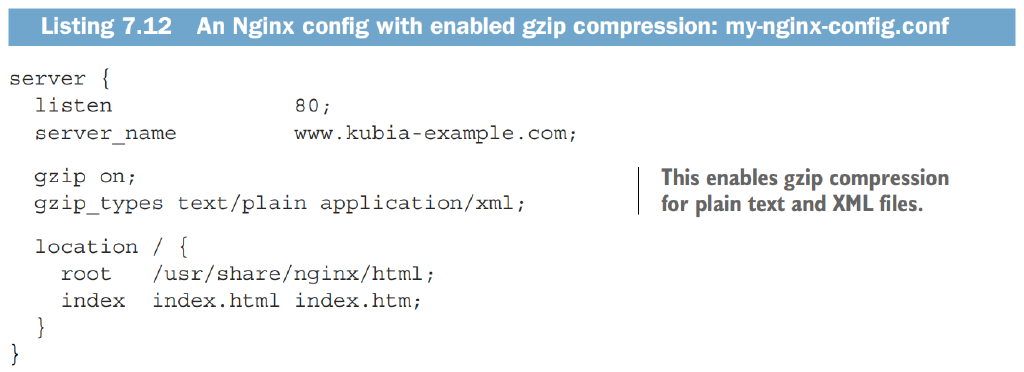 Listing 7.12 An Nginx config with enabled gzip compression: my-nginx-config.conf
server {
listen 80;
server_name www.kubia-example.com;
gzip on;
gzip_types text/plain application/xml;
This enables gzip compression
for plain text and XML files.
location / {
root /usr/share/nginx/html;
index index.html index.htm;
}
}